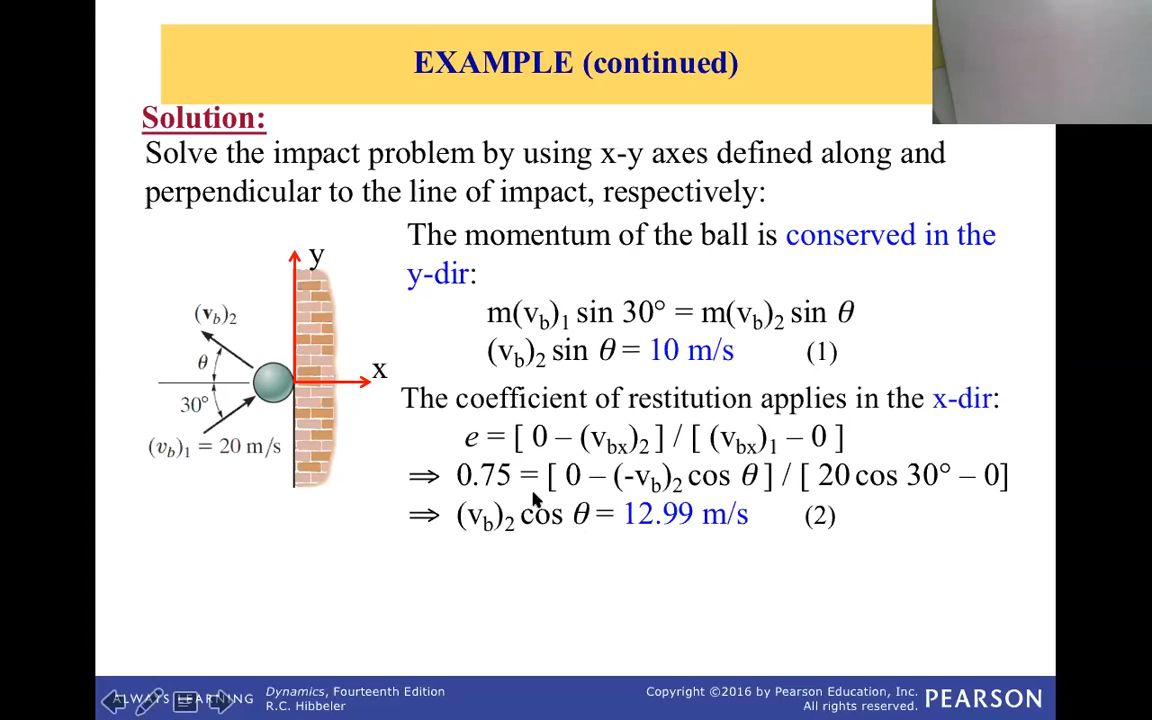 EXAMPLE (continued)
Solution:
Solve the impact problem by using x-y axes defined along and
perpendicular to the line of impact, respectively:
The momentum of the ball is conserved in the
y-dir:
m(v_b)_1 sin 30° = m(v_b)_2 sin θ
(v_b)_2 sin θ = 10 m/s (1)
The coefficient of restitution applies in the x-dir:
e = [ 0 – (v_bx)_2 ] / [ (v_bx)_1 – 0 ]
⇒ 0.75 = [ 0 – (-v_b)_2 cos θ ] / [ 20 cos 30° – 0]
⇒ (v_b)_2 cos θ = 12.99 m/s (2)
y
(v_b)_2
θ
x
30°
(v_b)_1 = 20 m/s
ALWAYS LEARNING
Dynamics, Fourteenth Edition
R.C. Hibbeler
Copyright ©2016 by Pearson Education, Inc.
All rights reserved.
PEARSON